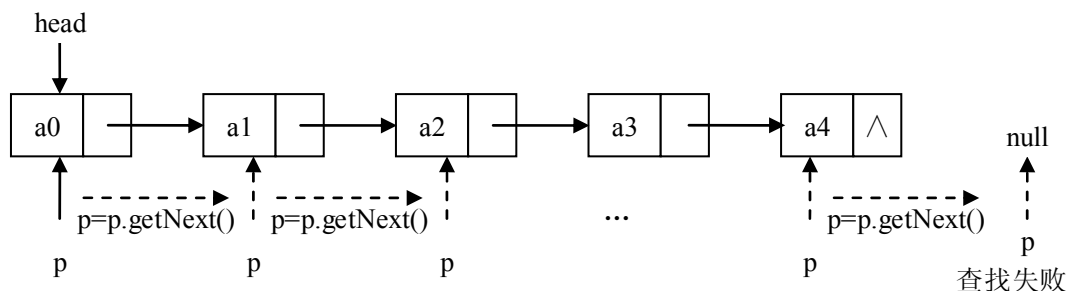 head
a0 a1 a2 a3 a4 ∧
null
p=p.getNext() p=p.getNext() ... p=p.getNext()
p p p p p
查找失败